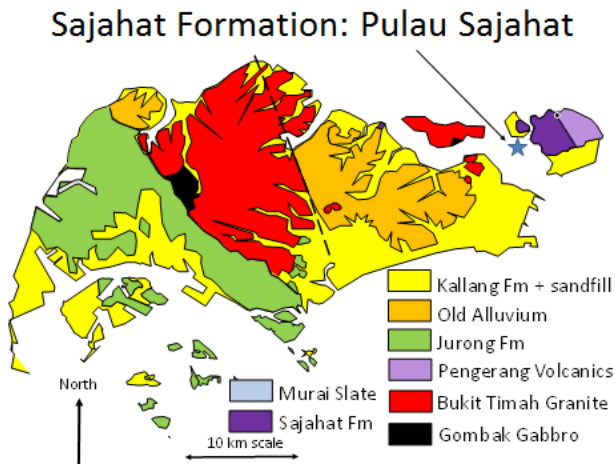 Sajahat Formation: Pulau Sajahat
Kallang Fm + sandfill
Old Alluvium
Jurong Fm
Pengerang Volcanics
Bukit Timah Granite
Gombak Gabbro
Murai Slate
Sajahat Fm
North
10 km scale